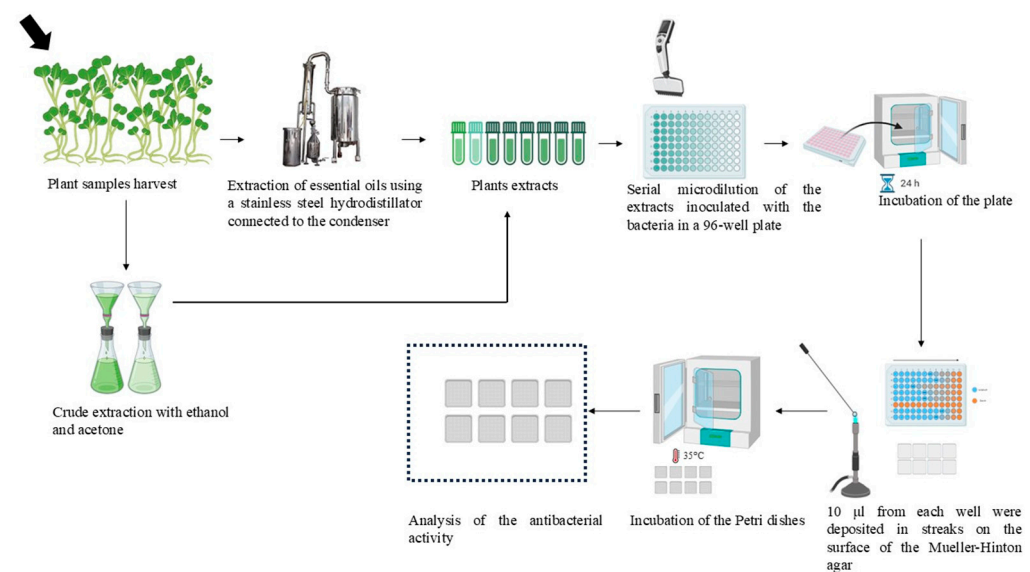 Plant samples harvest
Extraction of essential oils using
a stainless steel hydrodistillator
connected to the condenser
Plants extracts
Serial microdilution of the
extracts inoculated with the
bacteria in a 96-well plate
24 h
Incubation of the plate
Crude extraction with ethanol
and acetone
Analysis of the antibacterial
activity
35°C
Incubation of the Petri dishes
10 µl from each well were
deposited in streaks on the
surface of the Mueller-Hinton
agar